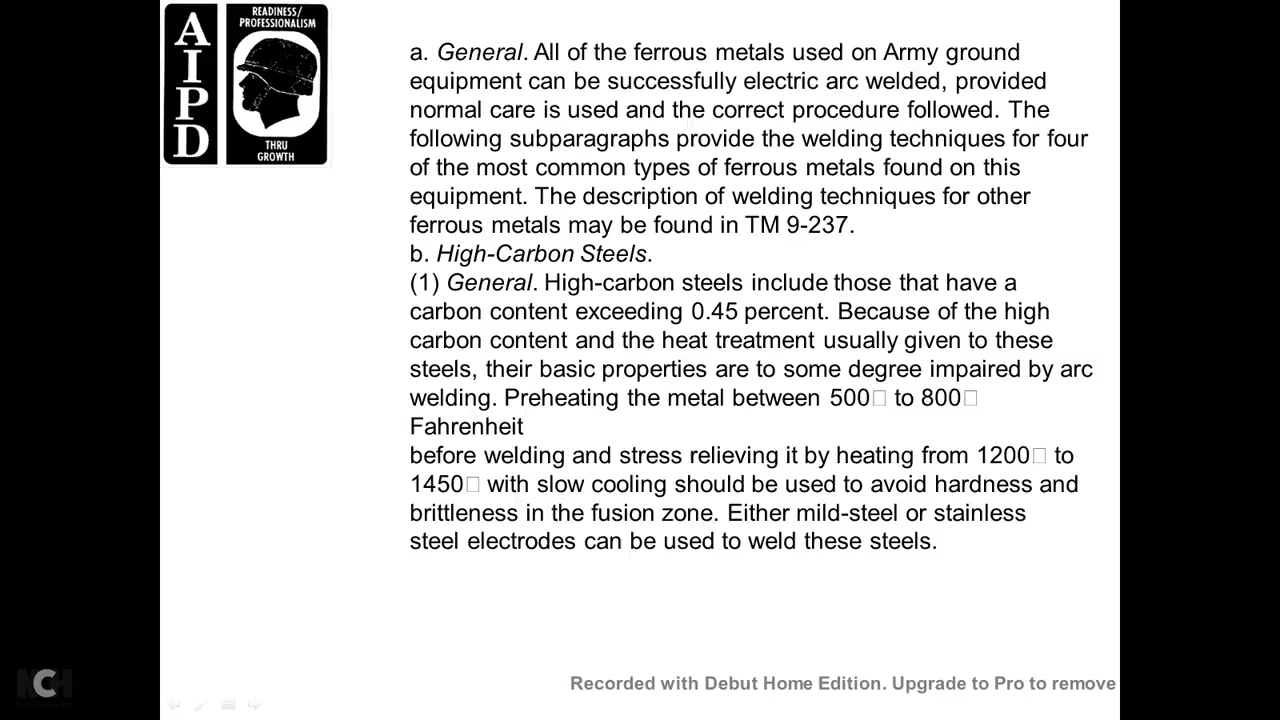 AIPD
READINESS/
PROFESSIONALISM
THRU
GROWTH
a. General. All of the ferrous metals used on Army ground
equipment can be successfully electric arc welded, provided
normal care is used and the correct procedure followed. The
following subparagraphs provide the welding techniques for four
of the most common types of ferrous metals found on this
equipment. The description of welding techniques for other
ferrous metals may be found in TM 9-237.
b. High-Carbon Steels.
(1) General. High-carbon steels include those that have a
carbon content exceeding 0.45 percent. Because of the high
carbon content and the heat treatment usually given to these
steels, their basic properties are to some degree impaired by arc
welding. Preheating the metal between 500□ to 800□
Fahrenheit
before welding and stress relieving it by heating from 1200□ to
1450□ with slow cooling should be used to avoid hardness and
brittleness in the fusion zone. Either mild-steel or stainless
steel electrodes can be used to weld these steels.
NCH
Recorded with Debut Home Edition. Upgrade to Pro to remove